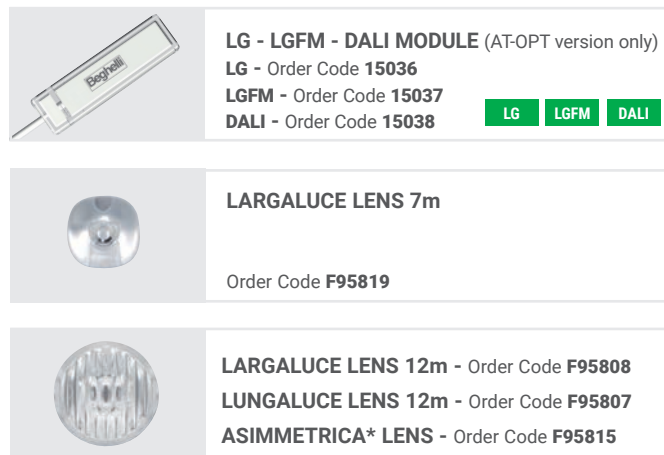 Beghelli
LG - LGFM - DALI MODULE (AT-OPT version only)
LG - Order Code 15036
LGFM - Order Code 15037
DALI - Order Code 15038
LG LGFM DALI
LARGALUCE LENS 7m
Order Code F95819
LARGALUCE LENS 12m - Order Code F95808
LUNGALUCE LENS 12m - Order Code F95807
ASIMMETRICA* LENS - Order Code F95815